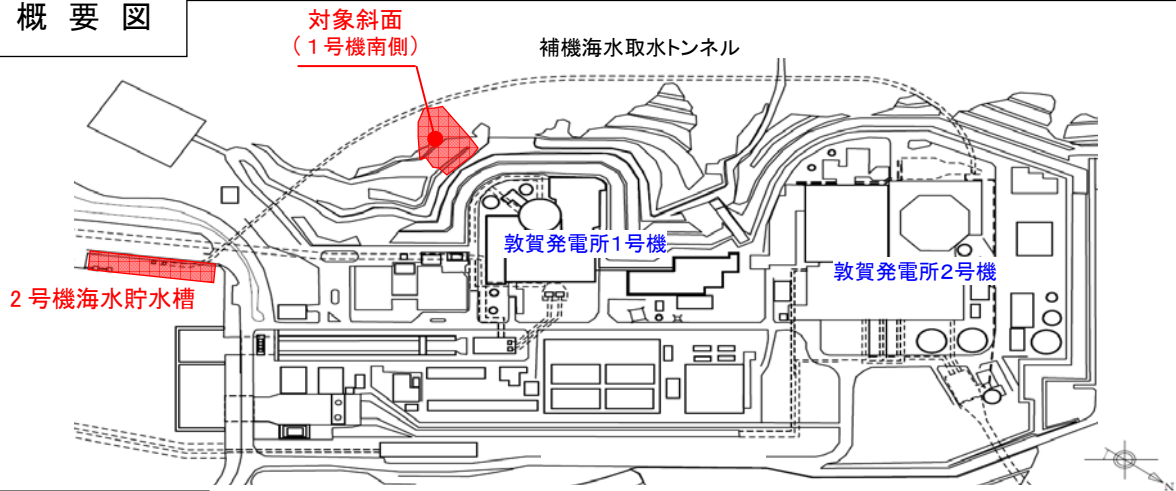 概要図
対象斜面
(1号機南側)
補機海水取水トンネル
敦賀発電所1号機
敦賀発電所2号機
2号機海水貯水槽
N